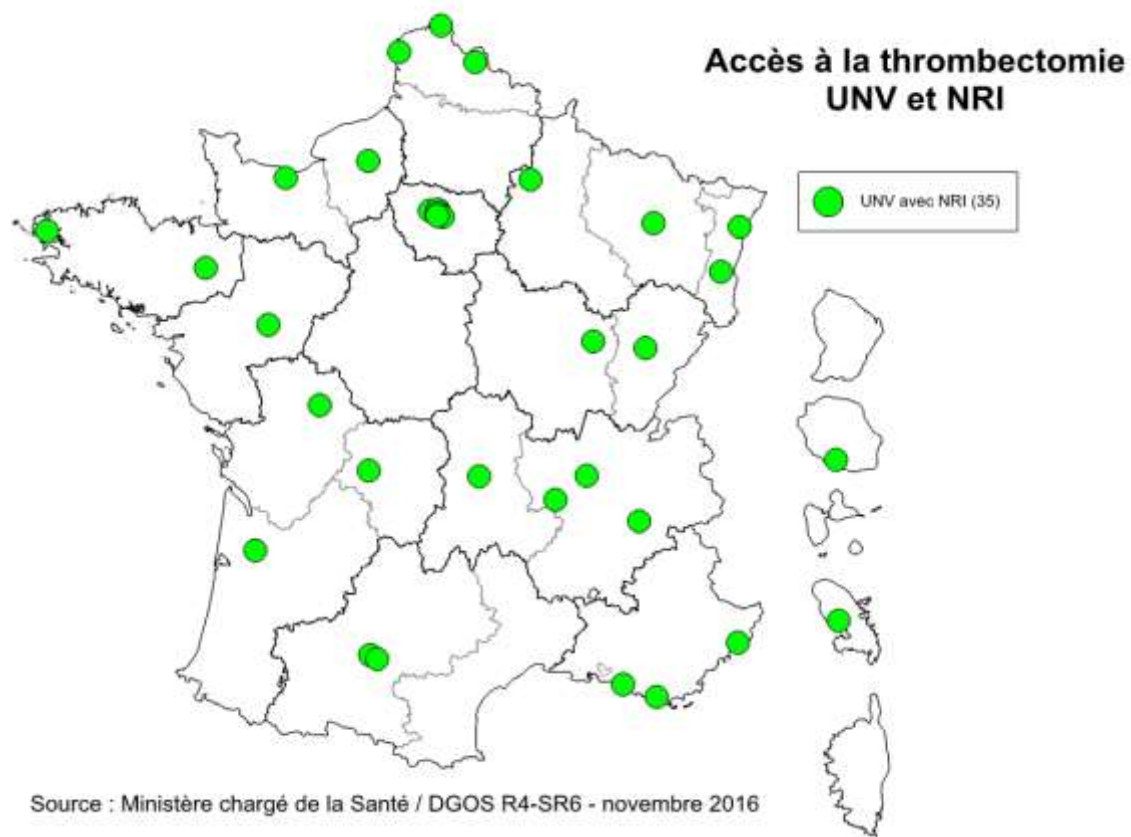 Accès à la thrombectomie
UNV et NRI
UNV avec NRI (35)
Source : Ministère chargé de la Santé / DGOS R4-SR6 - novembre 2016